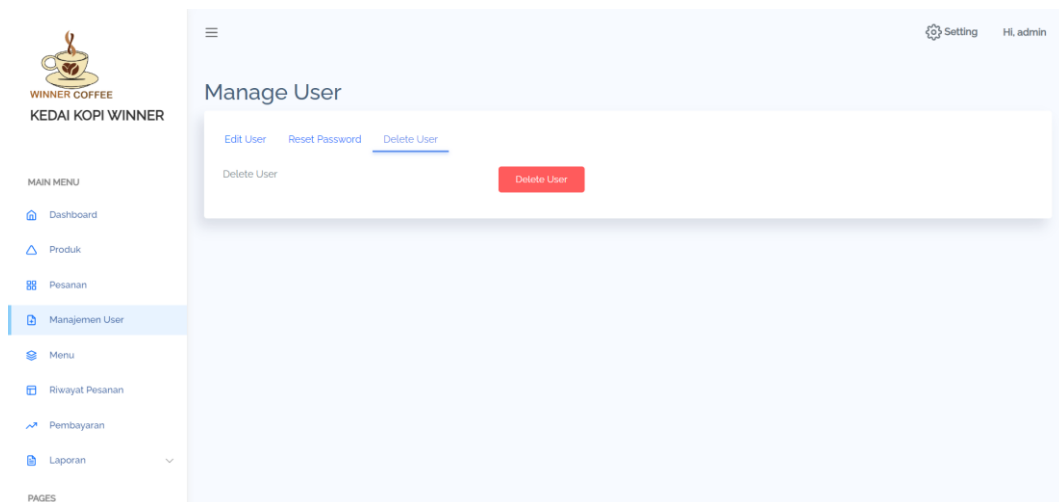 WINNER COFFEE
KEDAI KOPI WINNER
MAIN MENU
Dashboard
Produk
Pesanan
Manajemen User
Menu
Riwayat Pesanan
Pembayaran
Laporan
PAGES
Setting Hi, admin
Manage User
Edit User Reset Password Delete User
Delete User Delete User